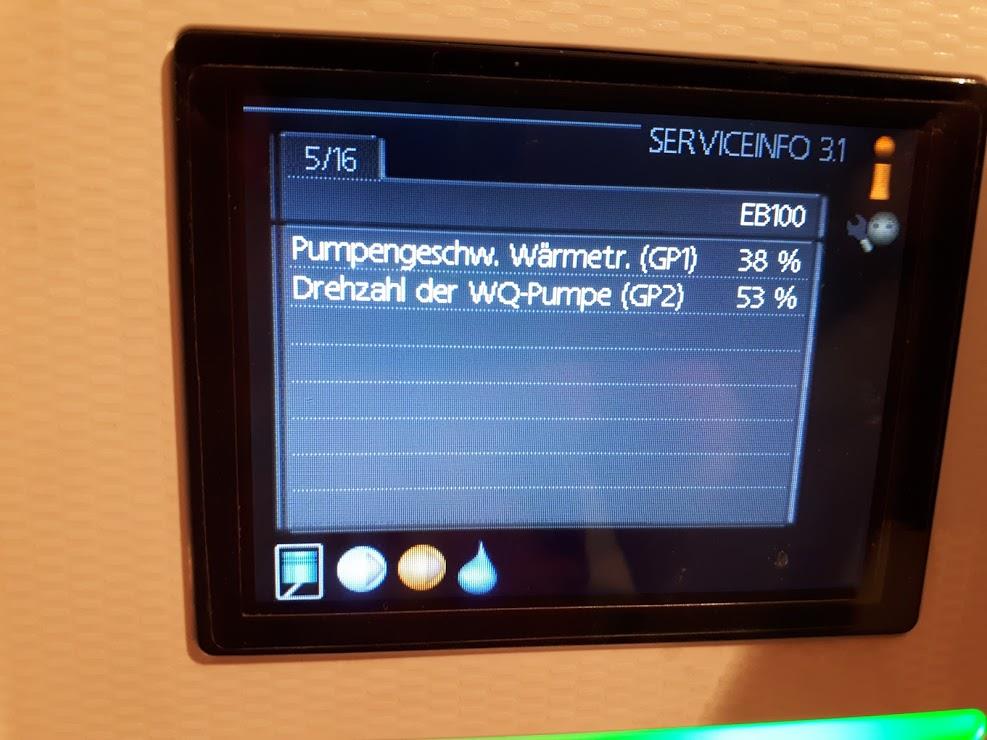 SERVICEINFO 3.1
5/16
EB100
Pumpengeschw. Wärmetr. (GP1) 38 %
Drehzahl der WQ-Pumpe (GP2) 53 %